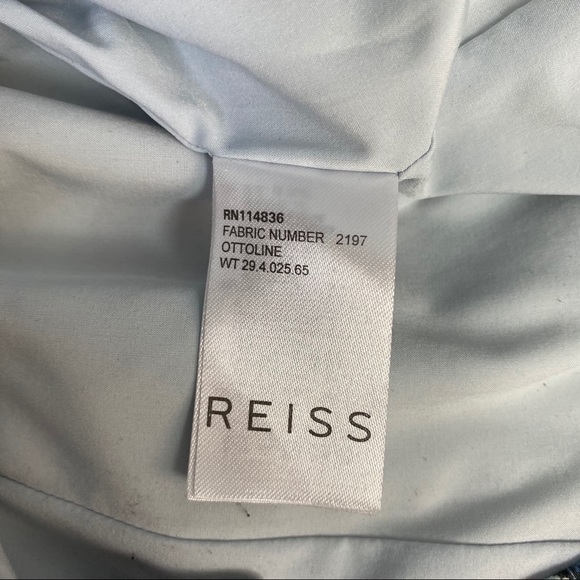 RN114836
FABRIC NUMBER 2197
OTTOLINE
WT 29.4.025.65
REISS